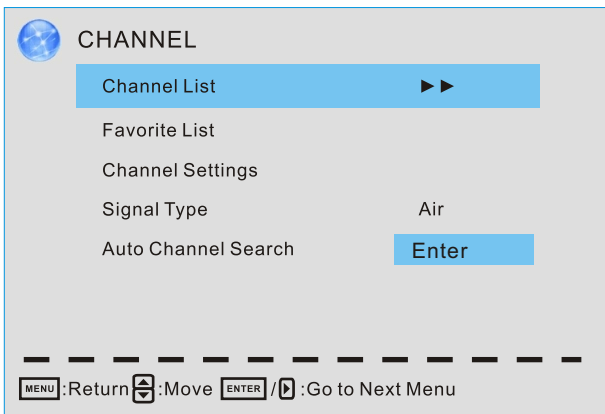 CHANNEL
Channel List ►►
Favorite List
Channel Settings
Signal Type Air
Auto Channel Search Enter
MENU :Return :Move ENTER / :Go to Next Menu